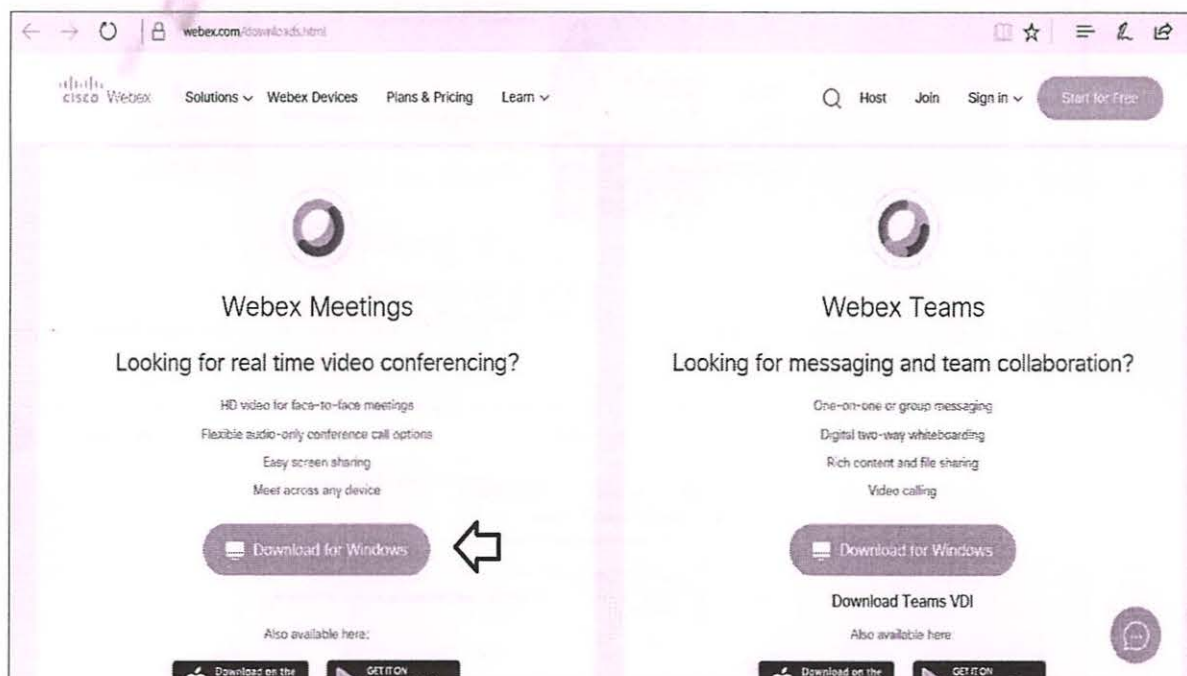 webex.com/downloads.html
CISCO Webex Solutions Webex Devices Plans & Pricing Learn Host Join Sign in Start for Free
Webex Meetings
Looking for real time video conferencing?
HD video for face-to-face meetings
Flexible audio-only conference call options
Easy screen sharing
Meet across any device
Download for Windows
Also available here:
Download on the
GET IT ON
Webex Teams
Looking for messaging and team collaboration?
One-on-one or group messaging
Digital two-way whiteboarding
Rich content and file sharing
Video calling
Download for Windows
Download Teams VDI
Also available here:
Download on the
GET IT ON